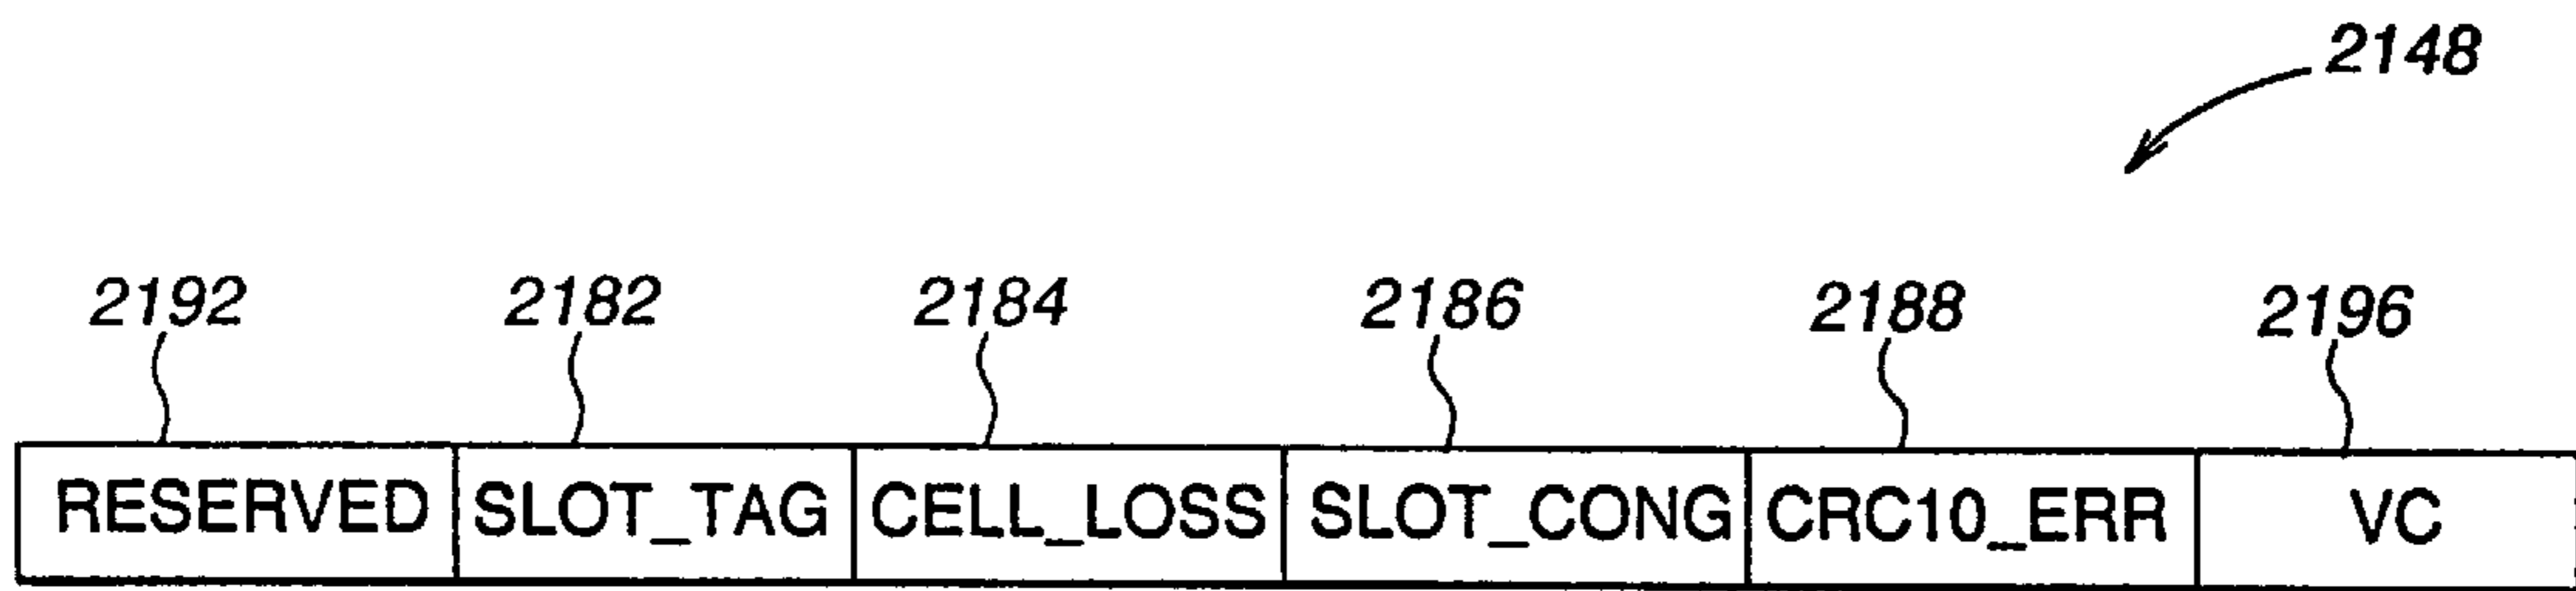 2148
2192 2182 2184 2186 2188 2196
RESERVED SLOT_TAG CELL_LOSS SLOT_CONG CRC10_ERR VC